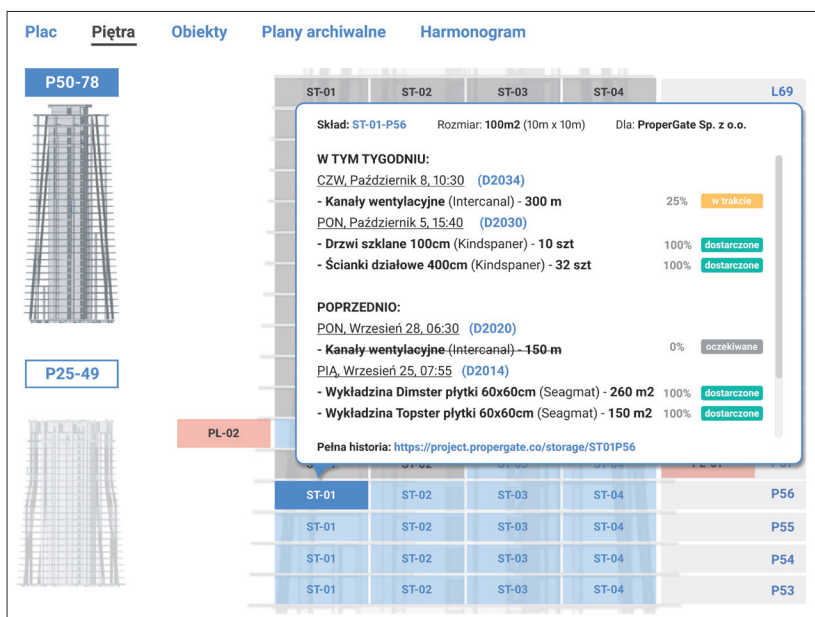 Plac Piętra Obiekty Plany archiwalne Harmonogram
P50-78
ST-01 ST-02 ST-03 ST-04 L69
Skład: ST-01-P56 Rozmiar: 100m2 (10m x 10m) Dla: ProperGate Sp. z o.o.
W TYM TYGODNIU:
CZW, Październik 8, 10:30 (D2034)
- Kanały wentylacyjne (Intercanal) - 300 m 25% w trakcie
PON, Październik 5, 15:40 (D2030)
- Drzwi szklane 100cm (Kindspaner) - 10 szt 100% dostarczone
- Ścianki działowe 400cm (Kindspaner) - 32 szt 100% dostarczone
POPRZEDNIO:
PON, Wrzesień 28, 06:30 (D2020)
- Kanały wentylacyjne (Intercanal) - 150 m 0% oczekiwane
PIĄ, Wrzesień 25, 07:55 (D2014)
- Wykładzina Dimster płytki 60x60cm (Seagmat) - 260 m2 100% dostarczone
- Wykładzina Topster płytki 60x60cm (Seagmat) - 150 m2 100% dostarczone
Pełna historia: https://project.propergate.co/storage/ST01P56
P25-49
PL-02
ST-01 ST-02 ST-03 ST-04 P56
ST-01 ST-02 ST-03 ST-04 P55
ST-01 ST-02 ST-03 ST-04 P54
ST-01 ST-02 ST-03 ST-04 P53